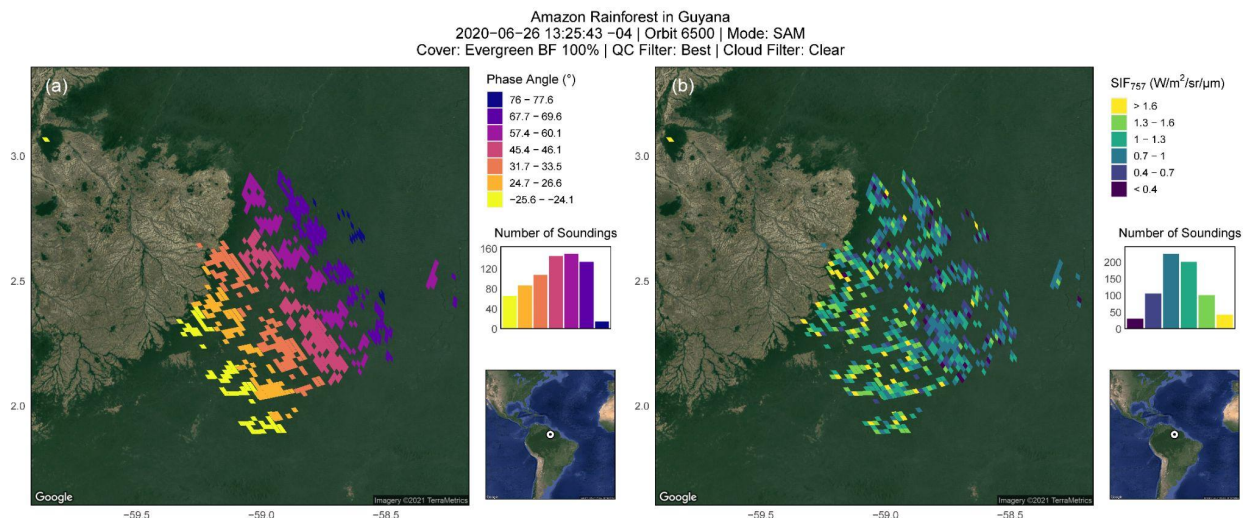 Amazon Rainforest in Guyana
2020−06−26 13:25:43 −04 | Orbit 6500 | Mode: SAM
Cover: Evergreen BF 100% | QC Filter: Best | Cloud Filter: Clear
(a)
3.0
2.5
2.0
−59.5
−59.0
−58.5
Google
Imagery ©2021 TerraMetrics
Phase Angle (°)
76 − 77.6
67.7 − 69.6
57.4 − 60.1
45.4 − 46.1
31.7 − 33.5
24.7 − 26.6
−25.6 − −24.1
Number of Soundings
160
120
80
40
0
(b)
3.0
2.5
2.0
−59.5
−59.0
−58.5
Google
Imagery ©2021 TerraMetrics
SIF757 (W/m²/sr/µm)
> 1.6
1.3 − 1.6
1 − 1.3
0.7 − 1
0.4 − 0.7
< 0.4
Number of Soundings
200
150
100
50
0